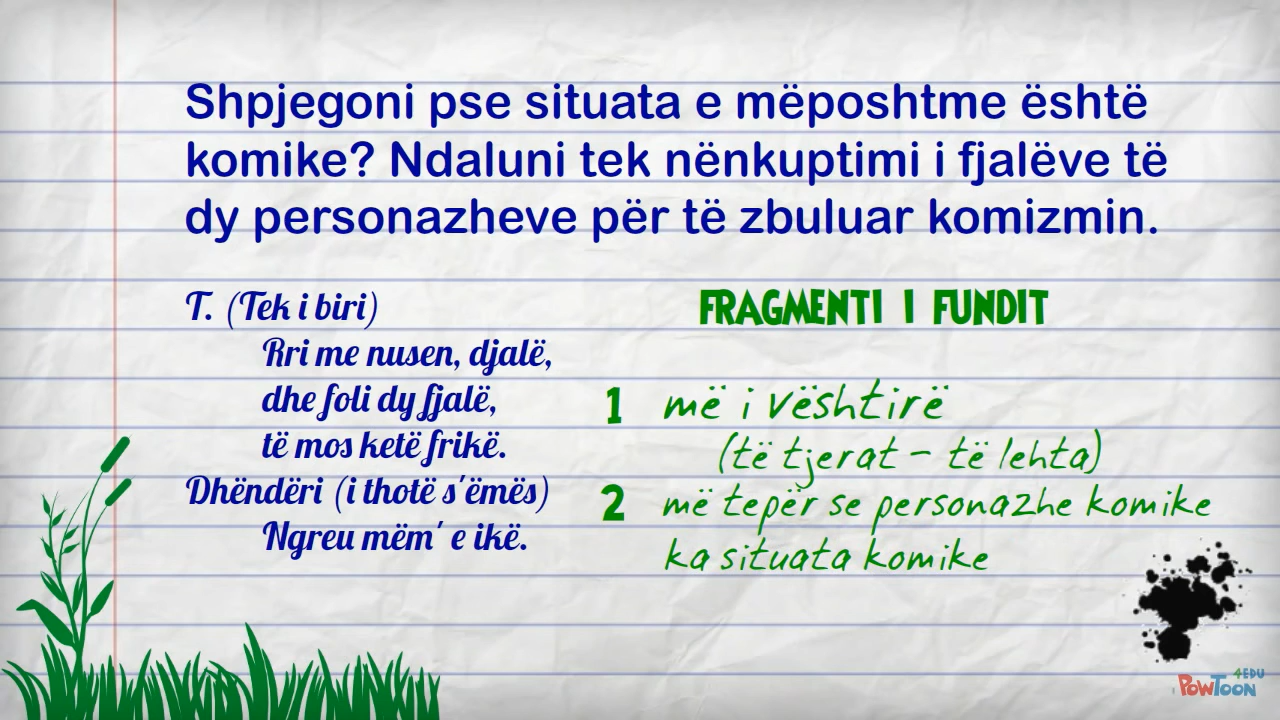 Shpjegoni pse situata e mëposhtme është
komike? Ndaluni tek nënkuptimi i fjalëve të
dy personazheve për të zbuluar komizmin.
T. (Tek i biri)
Rri me nusen, djalë,
dhe foli dy fjalë,
të mos ketë frikë.
Dhëndëri (i thotë s'ëmës)
Ngreu mëm' e ikë.
FRAGMENTI I FUNDIT
1 më i vështirë
(të tjerat - të lehta)
2 më tepër se personazhe komike
ka situata komike
4EDU
POWTOON